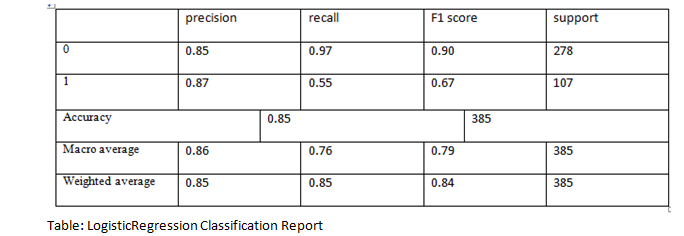 precision recall F1 score support
0 0.85 0.97 0.90 278
1 0.87 0.55 0.67 107
Accuracy 0.85 385
Macro average 0.86 0.76 0.79 385
Weighted average 0.85 0.85 0.84 385
Table: LogisticRegression Classification Report